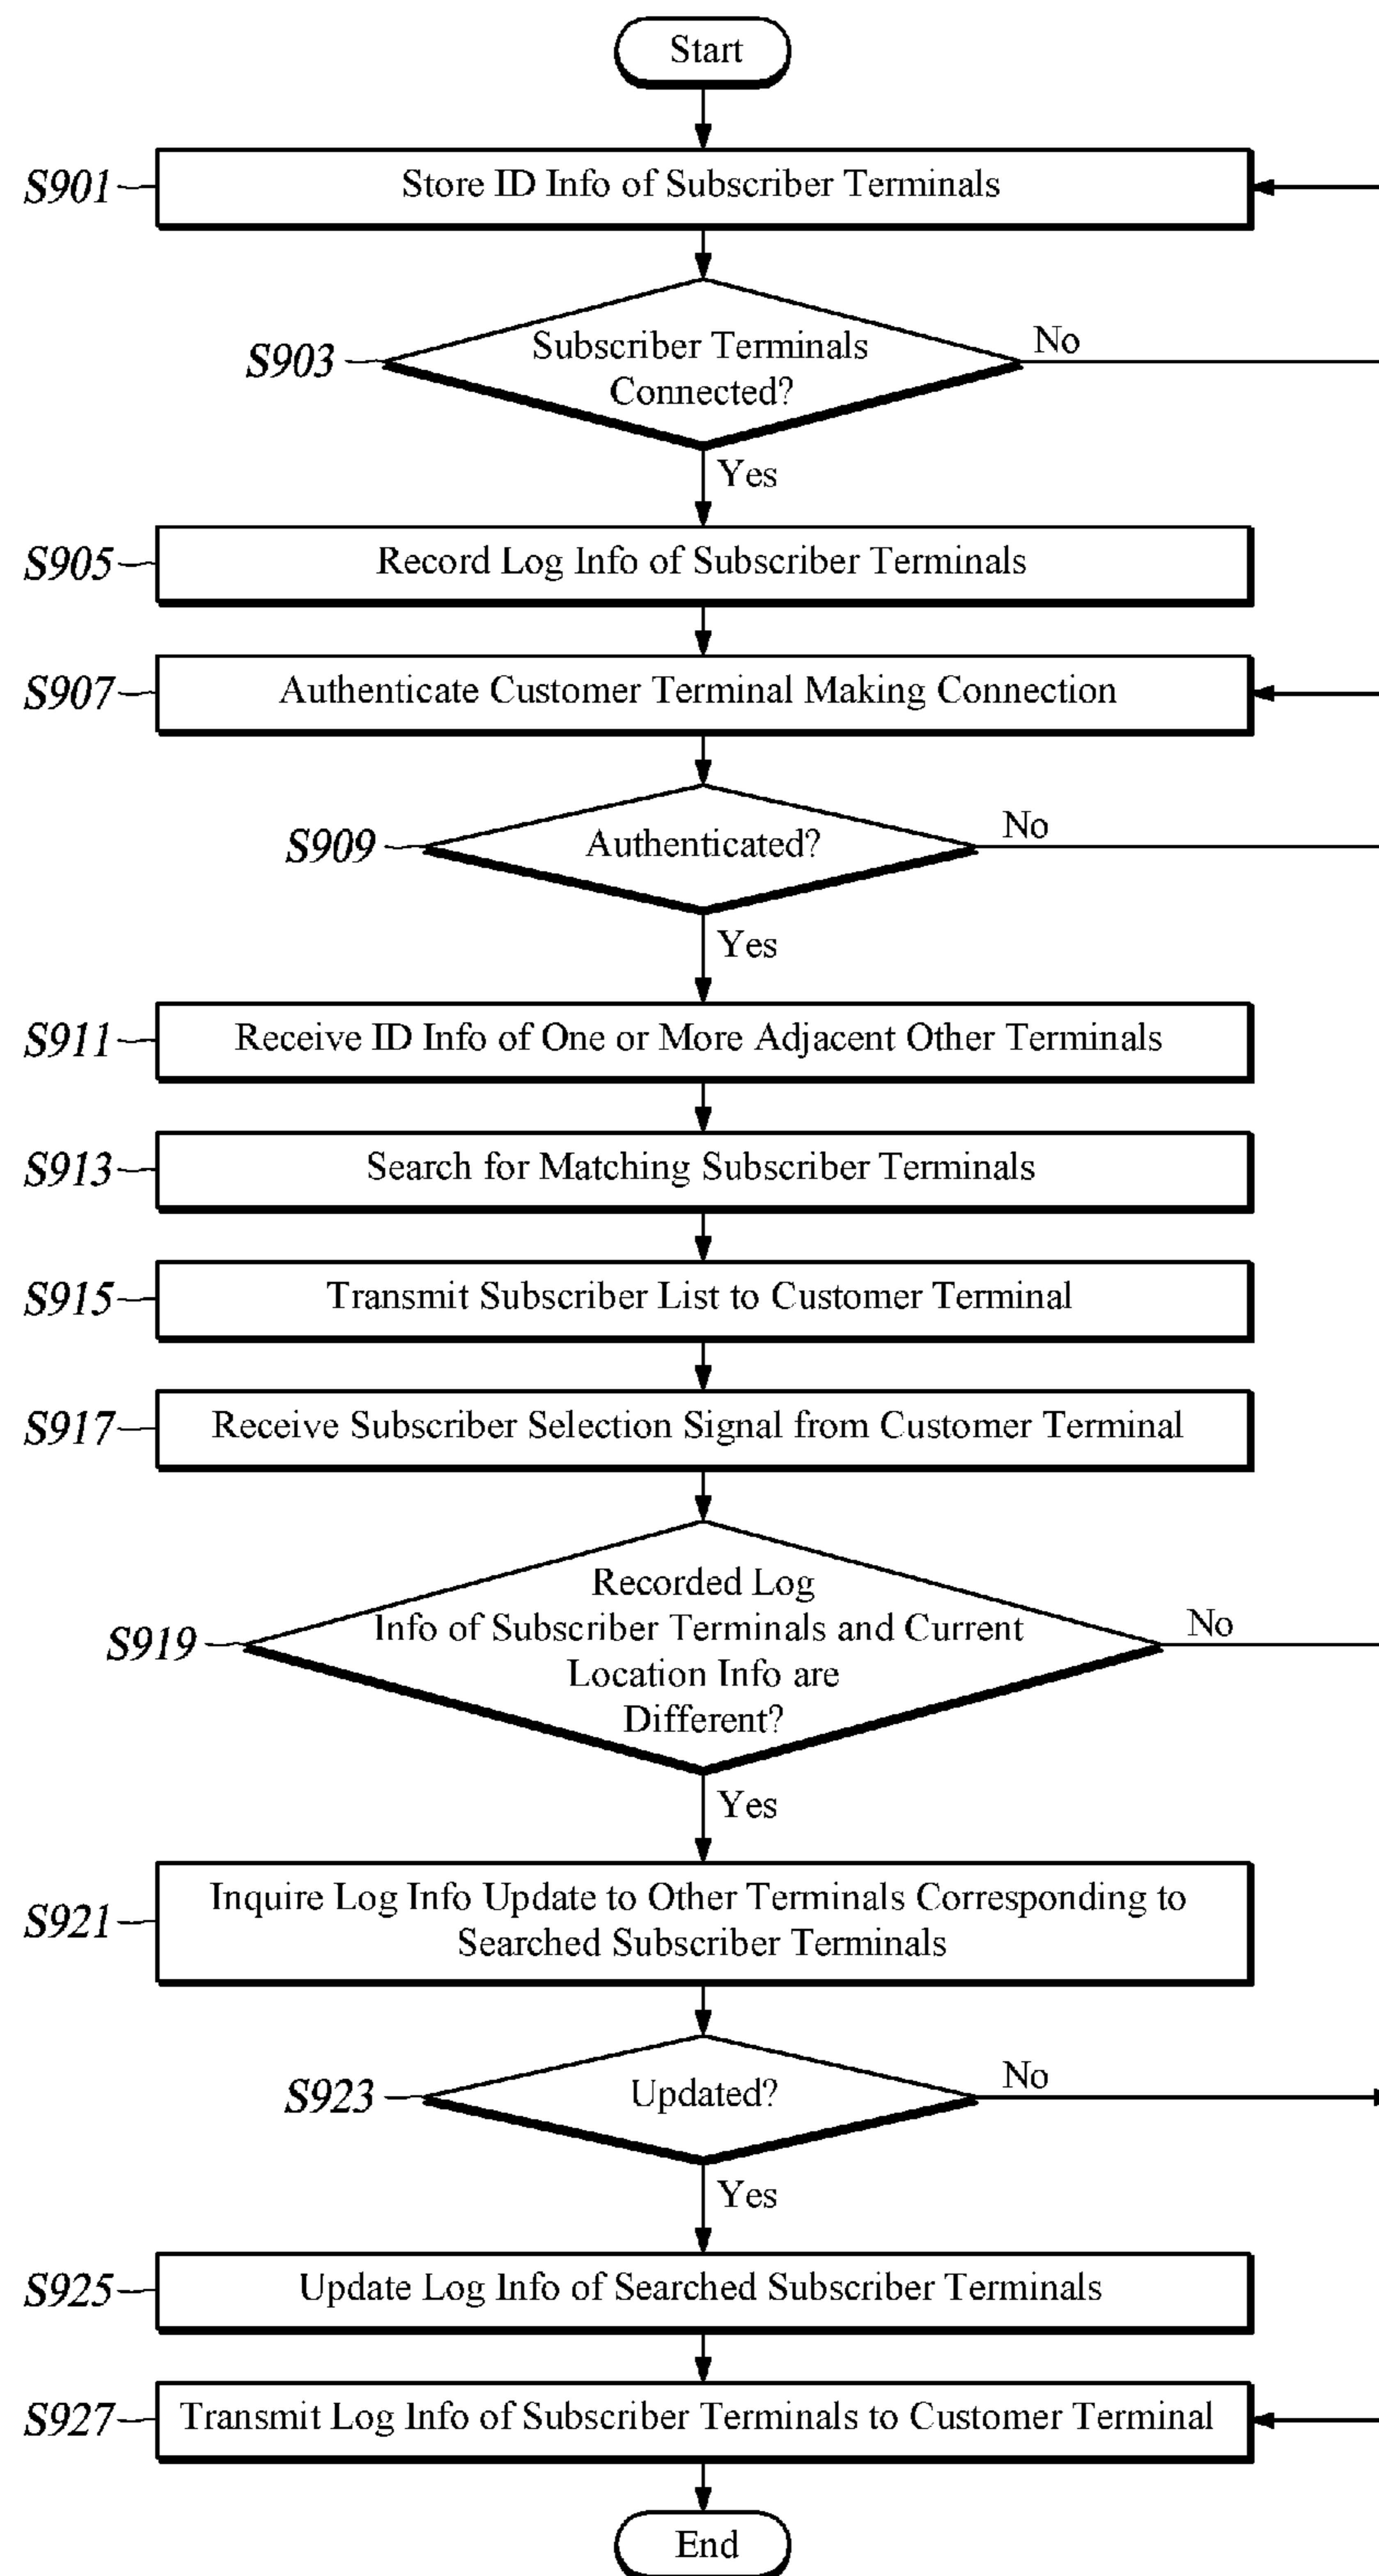 Start
S901
Store ID Info of Subscriber Terminals
S903
Subscriber Terminals
Connected?
No
Yes
S905
Record Log Info of Subscriber Terminals
S907
Authenticate Customer Terminal Making Connection
S909
Authenticated?
No
Yes
S911
Receive ID Info of One or More Adjacent Other Terminals
S913
Search for Matching Subscriber Terminals
S915
Transmit Subscriber List to Customer Terminal
S917
Receive Subscriber Selection Signal from Customer Terminal
S919
Recorded Log
Info of Subscriber Terminals and Current
Location Info are
Different?
No
Yes
S921
Inquire Log Info Update to Other Terminals Corresponding to
Searched Subscriber Terminals
S923
Updated?
No
Yes
S925
Update Log Info of Searched Subscriber Terminals
S927
Transmit Log Info of Subscriber Terminals to Customer Terminal
End